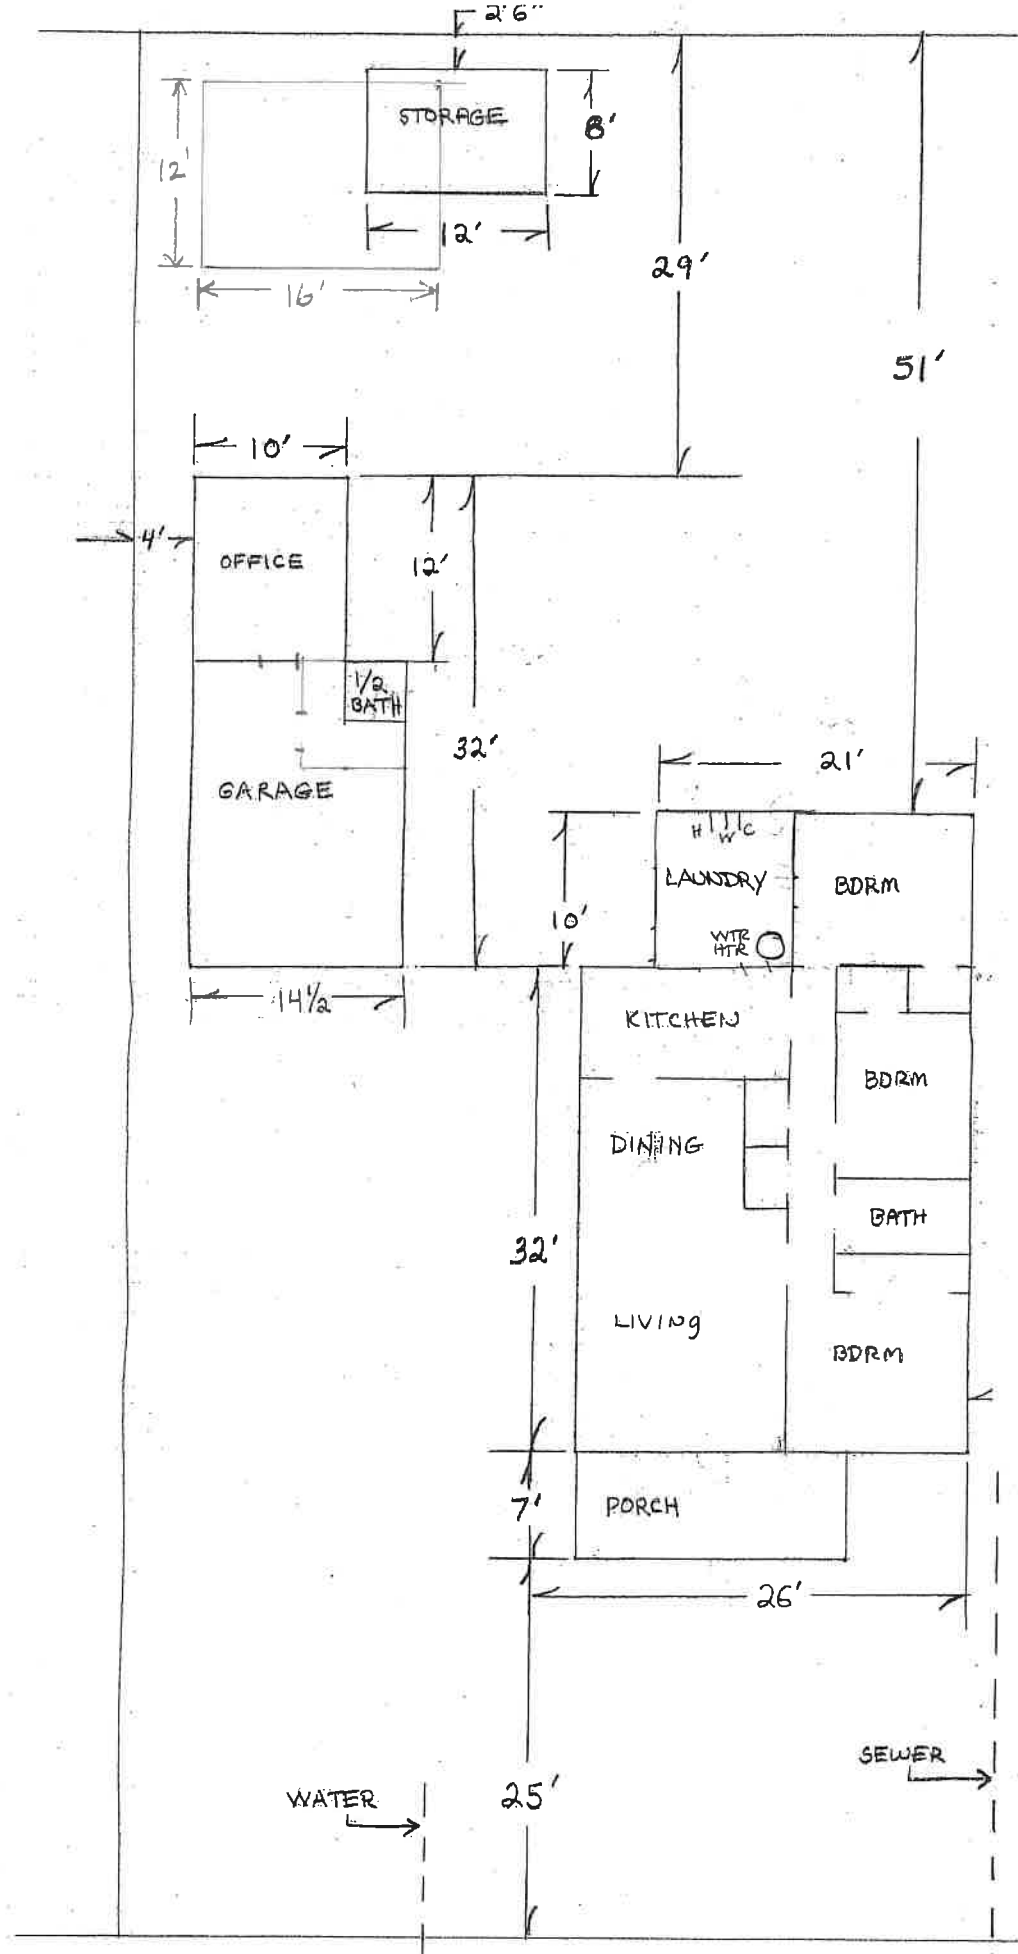 2'6"
STORAGE
8'
12'
12'
16'
29'
51'
10'
4'
OFFICE
12'
1/2
BATH
32'
GARAGE
14 1/2
21'
H W C
LAUNDRY
BDRM
10'
WTR
HTR
KITCHEN
BDRM
DINING
BATH
32'
LIVINg
BDRM
7'
PORCH
26'
SEWER
WATER
25'